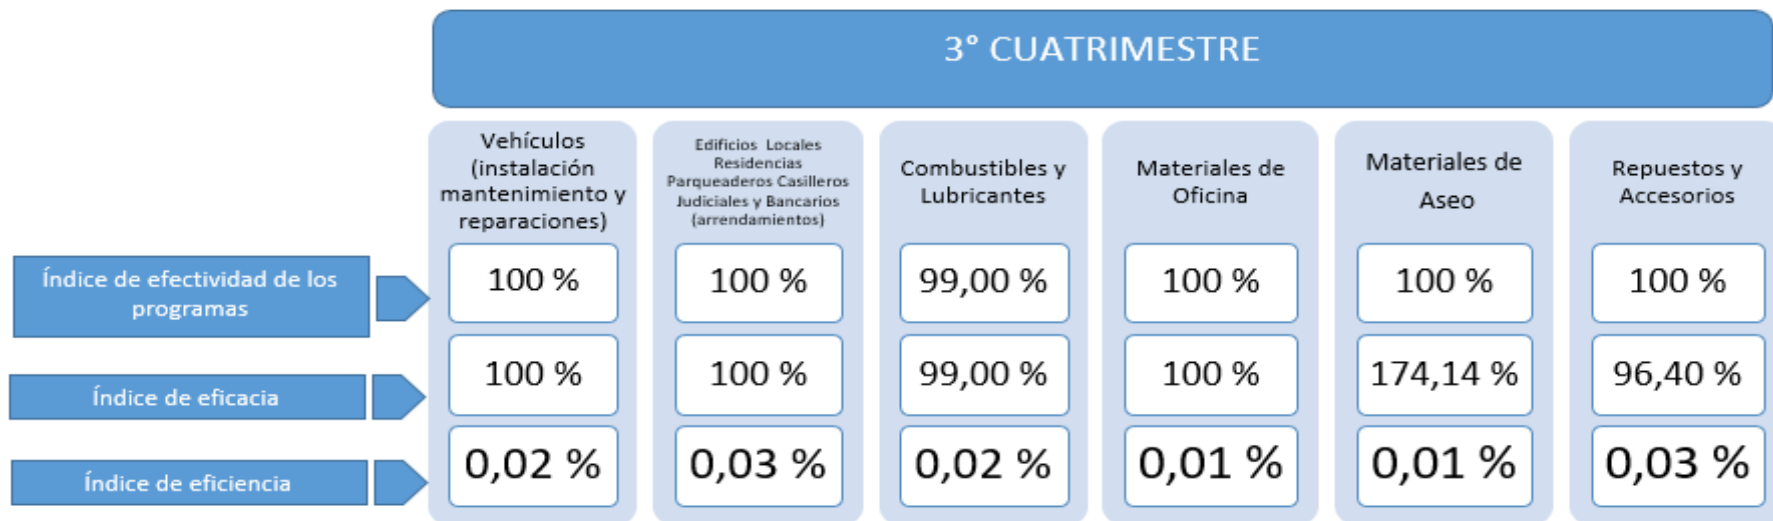 3° CUATRIMESTRE
Vehículos
(instalación
mantenimiento y
reparaciones)
Edificios Locales
Residencias
Parqueaderos Casilleros
Judiciales y Bancarios
(arrendamientos)
Combustibles y
Lubricantes
Materiales de
Oficina
Materiales de
Aseo
Repuestos y
Accesorios
Índice de efectividad de los
programas
100 %
100 %
99,00 %
100 %
100 %
100 %
Índice de eficacia
100 %
100 %
99,00 %
100 %
174,14 %
96,40 %
Índice de eficiencia
0,02 %
0,03 %
0,02 %
0,01 %
0,01 %
0,03 %